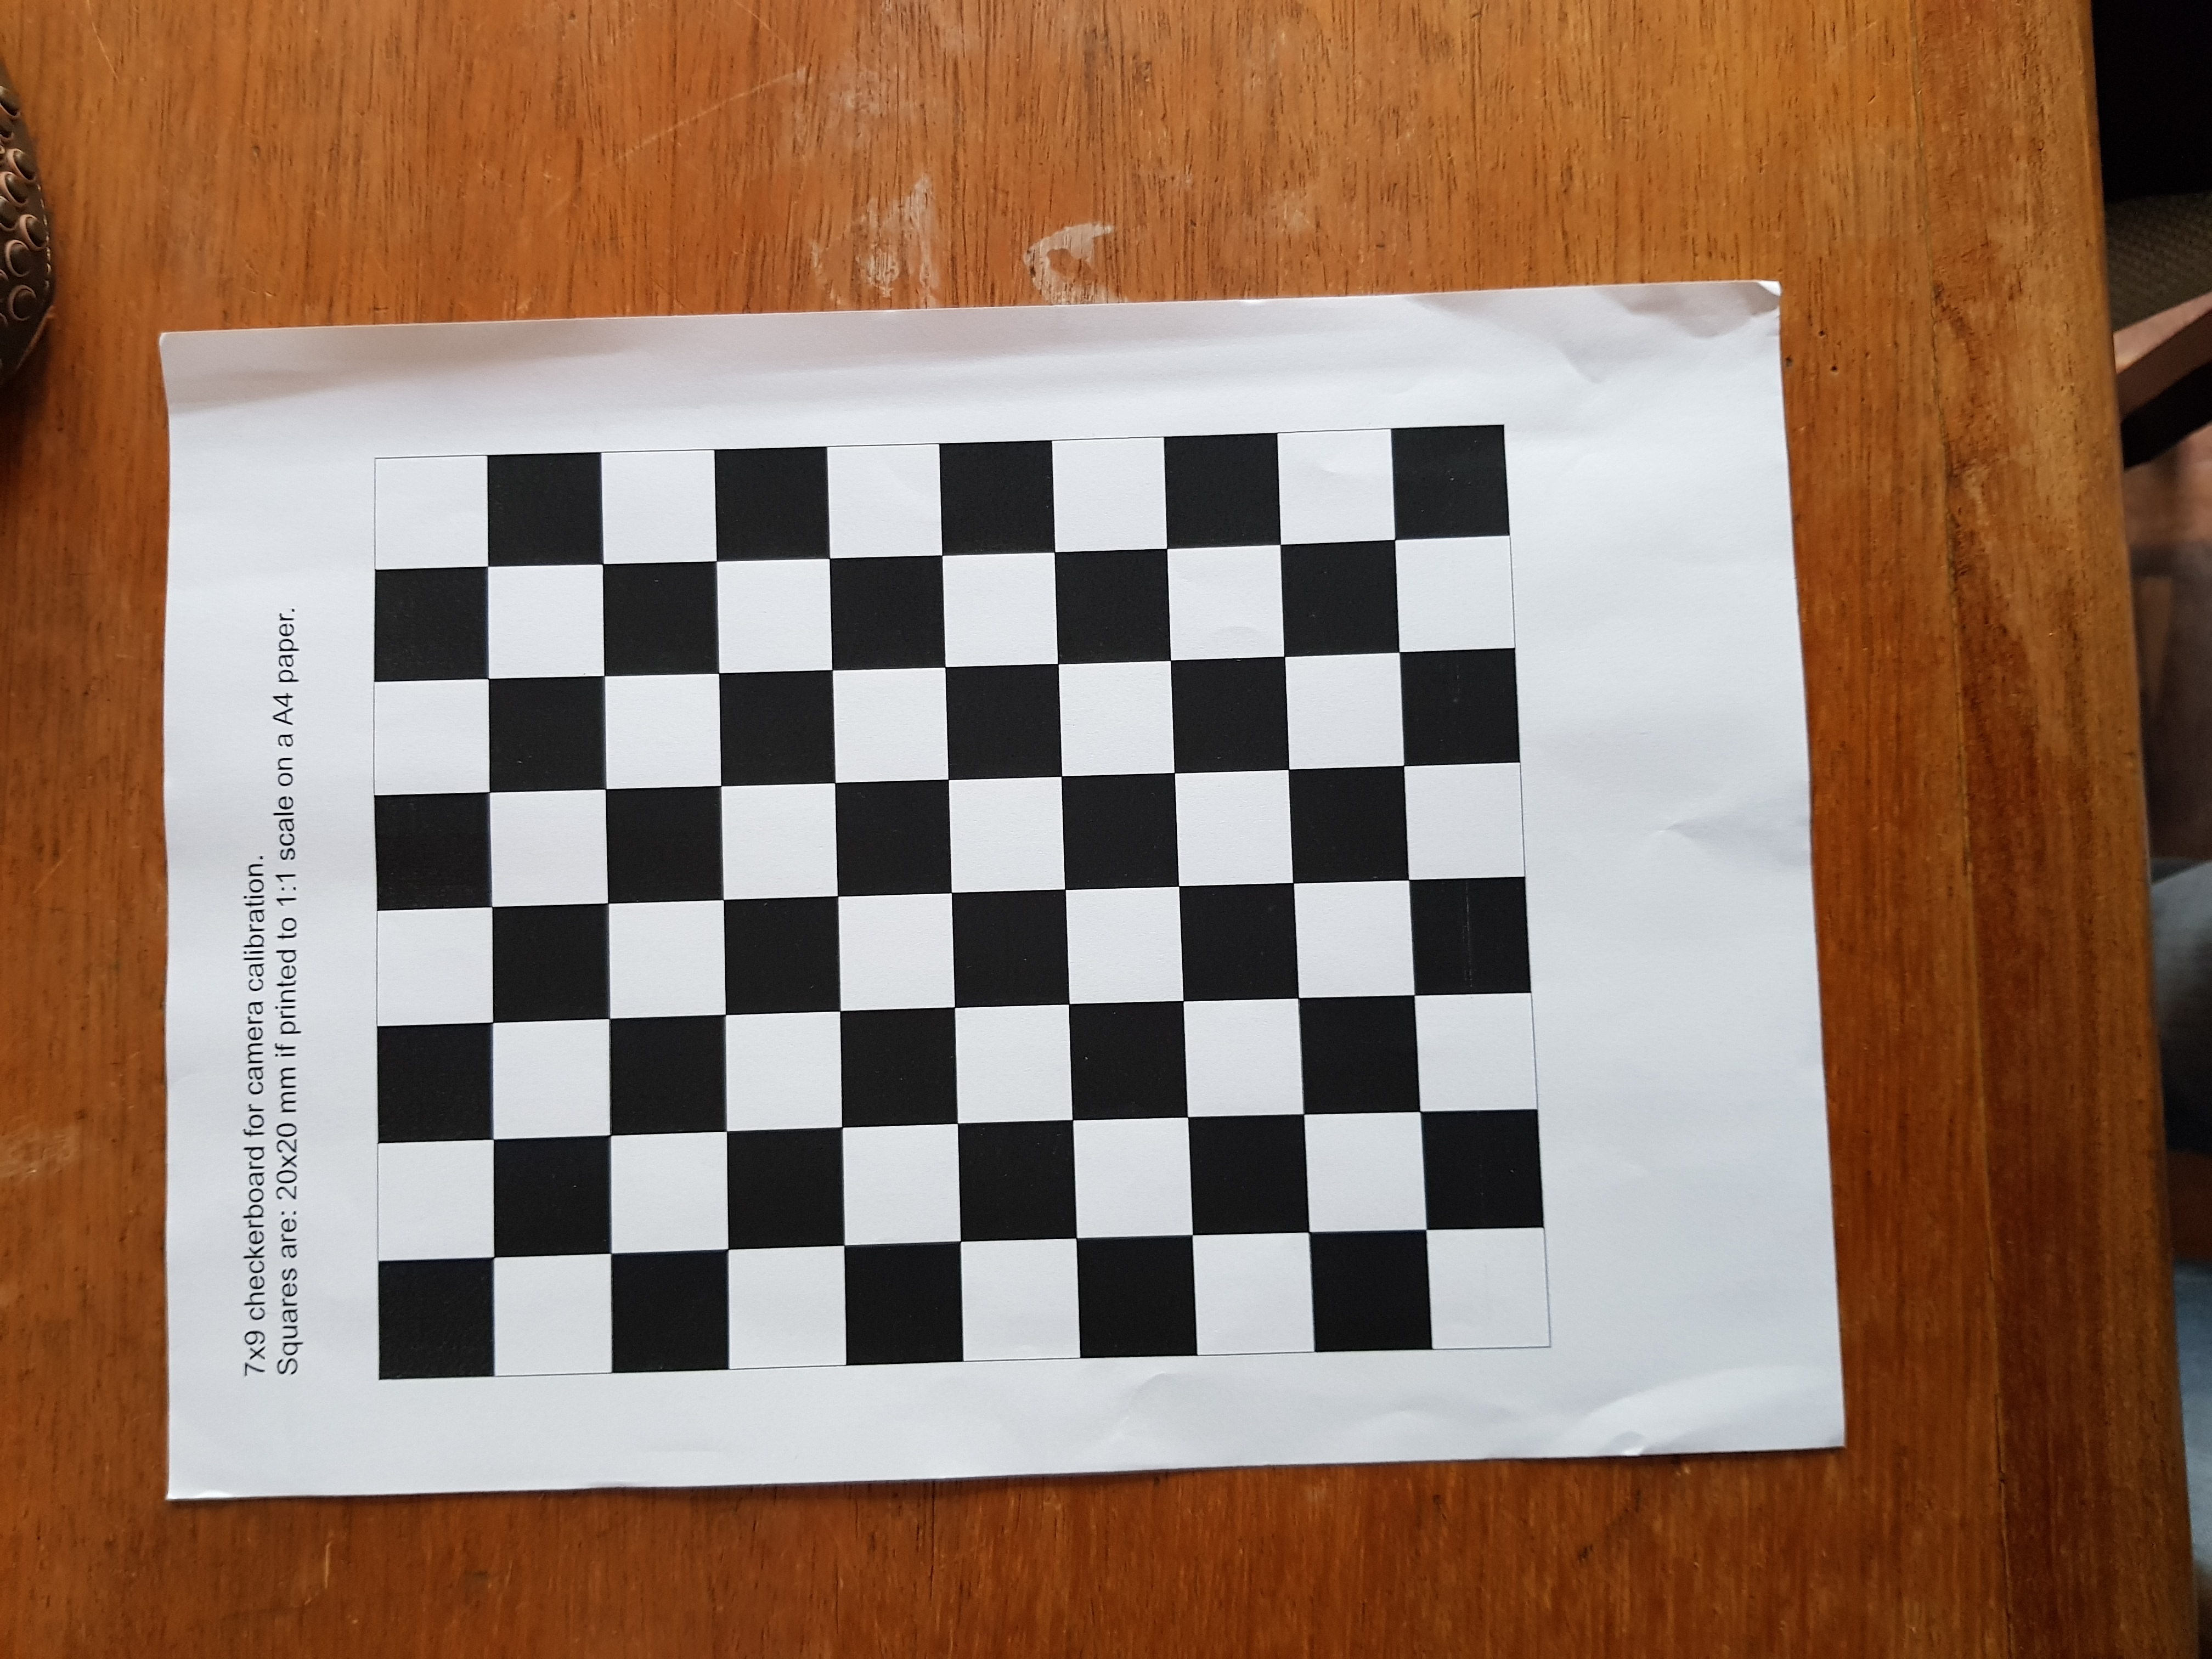 7x9 checkerboard for camera calibration.
Squares are: 20x20 mm if printed to 1:1 scale on a A4 paper.